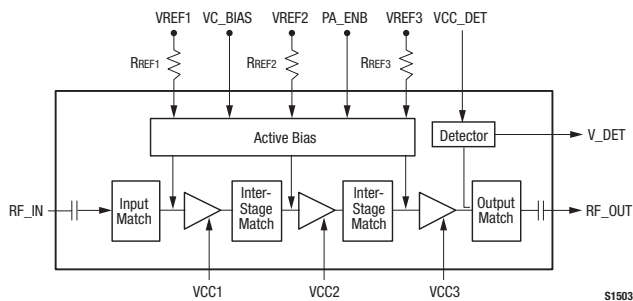 VREF1 VC_BIAS VREF2 PA_ENB VREF3 VCC_DET
RREF1 RREF2 RREF3
Active Bias
Detector
V_DET
RF_IN
Input
Match
Inter-
Stage
Match
Inter-
Stage
Match
Output
Match
RF_OUT
VCC1 VCC2 VCC3
S1503